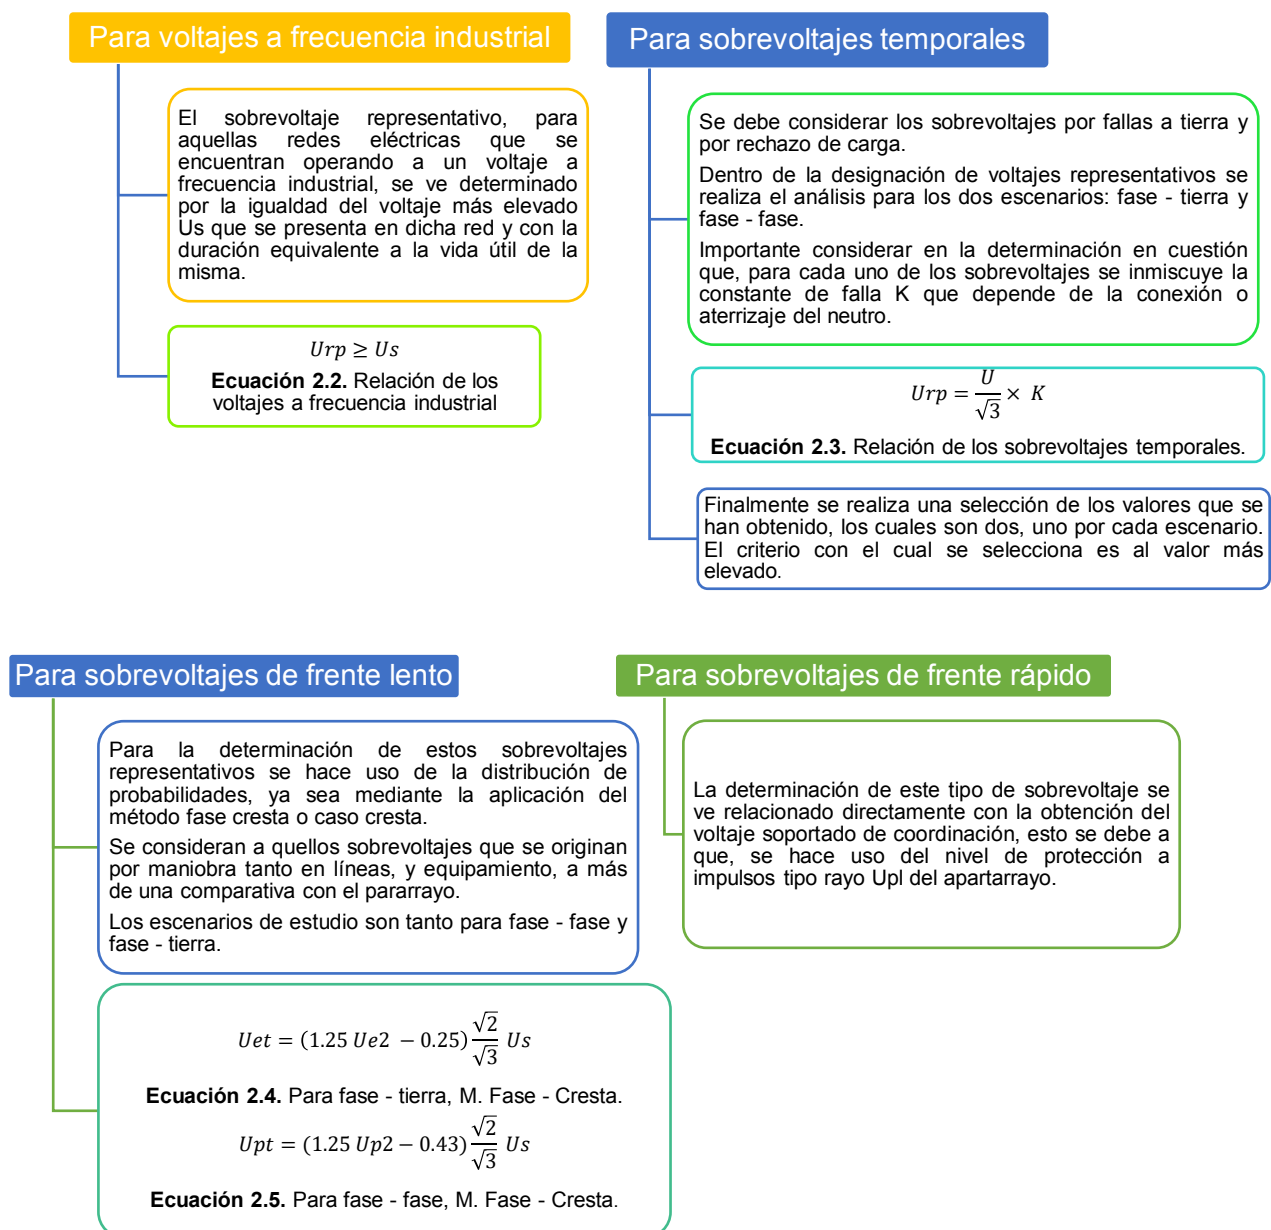 Para voltajes a frecuencia industrial
El sobrevoltaje representativo, para
aquellas redes eléctricas que se
encuentran operando a un voltaje a
frecuencia industrial, se ve determinado
por la igualdad del voltaje más elevado
Us que se presenta en dicha red y con la
duración equivalente a la vida útil de la
misma.
Urp ≥ Us
Ecuación 2.2. Relación de los
voltajes a frecuencia industrial
Para sobrevoltajes temporales
Se debe considerar los sobrevoltajes por fallas a tierra y
por rechazo de carga.
Dentro de la designación de voltajes representativos se
realiza el análisis para los dos escenarios: fase - tierra y
fase - fase.
Importante considerar en la determinación en cuestión
que, para cada uno de los sobrevoltajes se inmiscuye la
constante de falla K que depende de la conexión o
aterrizaje del neutro.
Urp = U/√3 × K
Ecuación 2.3. Relación de los sobrevoltajes temporales.
Finalmente se realiza una selección de los valores que se
han obtenido, los cuales son dos, uno por cada escenario.
El criterio con el cual se selecciona es al valor más
elevado.
Para sobrevoltajes de frente lento
Para la determinación de estos sobrevoltajes
representativos se hace uso de la distribución de
probabilidades, ya sea mediante la aplicación del
método fase cresta o caso cresta.
Se consideran a quellos sobrevoltajes que se originan
por maniobra tanto en líneas, y equipamiento, a más
de una comparativa con el pararrayo.
Los escenarios de estudio son tanto para fase - fase y
fase - tierra.
Uet = (1.25 Ue2 − 0.25) √2/√3 Us
Ecuación 2.4. Para fase - tierra, M. Fase - Cresta.
Upt = (1.25 Up2 − 0.43) √2/√3 Us
Ecuación 2.5. Para fase - fase, M. Fase - Cresta.
Para sobrevoltajes de frente rápido
La determinación de este tipo de sobrevoltaje se
ve relacionado directamente con la obtención del
voltaje soportado de coordinación, esto se debe a
que, se hace uso del nivel de protección a
impulsos tipo rayo Upl del apartarrayo.